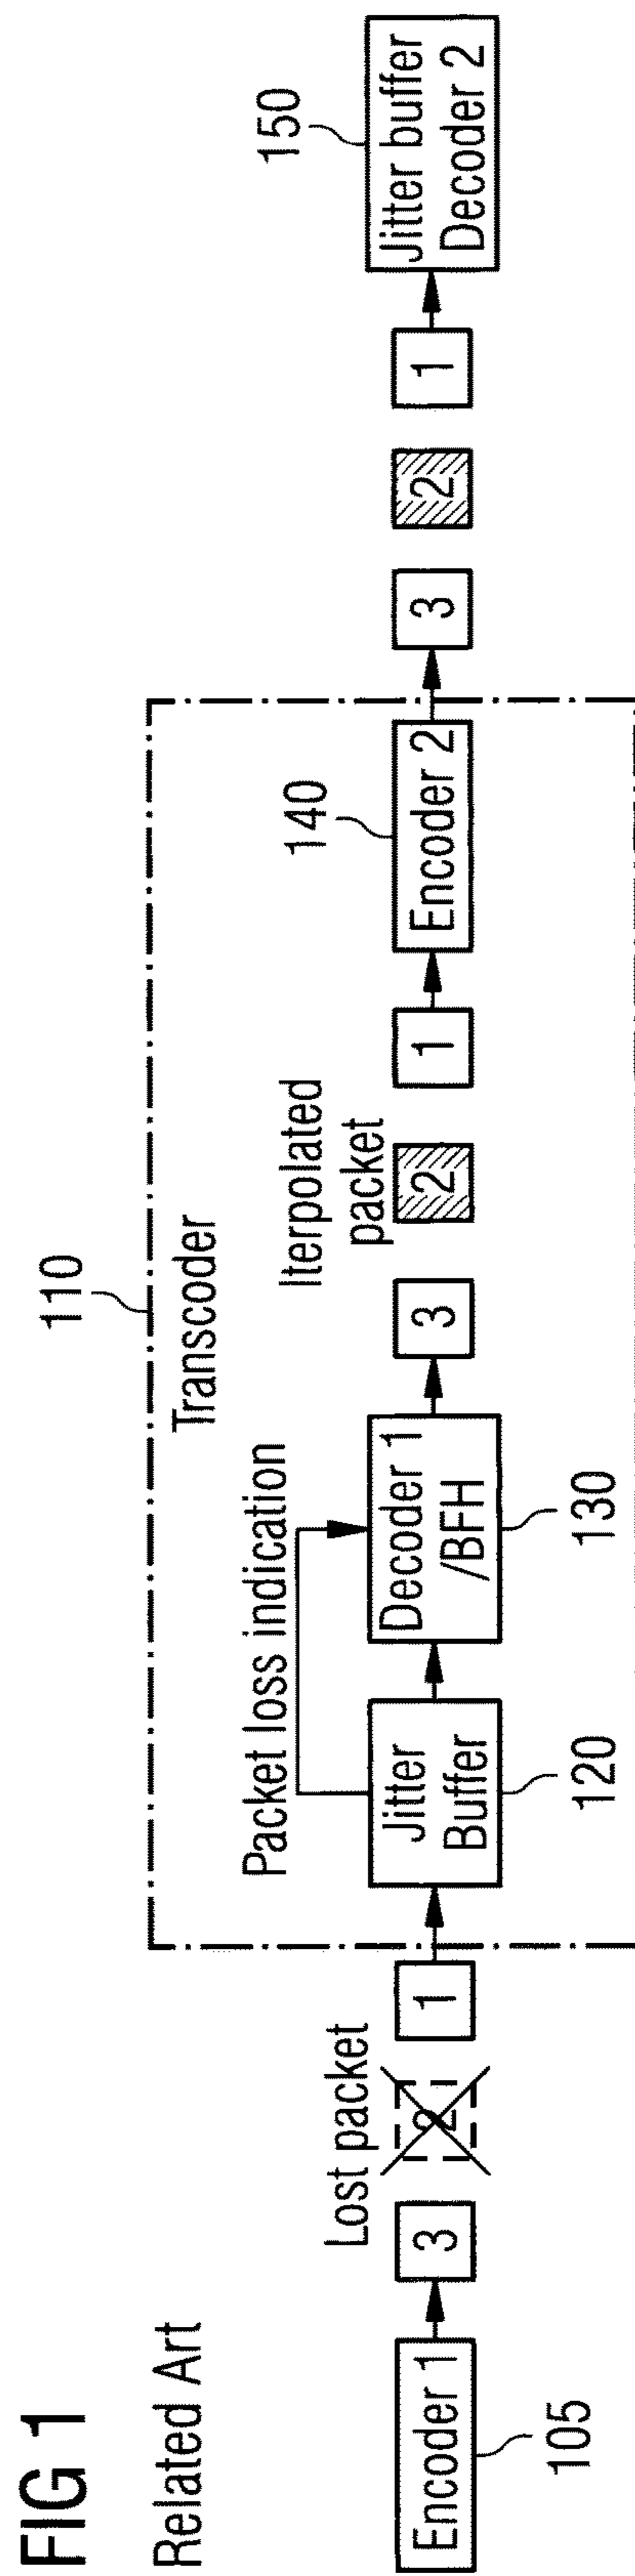 FIG 1
Related Art
Encoder 1
105
3
Lost packet
2
1
110
Transcoder
Packet loss indication
Jitter
Buffer
120
Decoder 1
/BFH
130
3
Iterpolated
packet
2
1
Encoder 2
140
3
2
1
Jitter buffer
Decoder 2
150